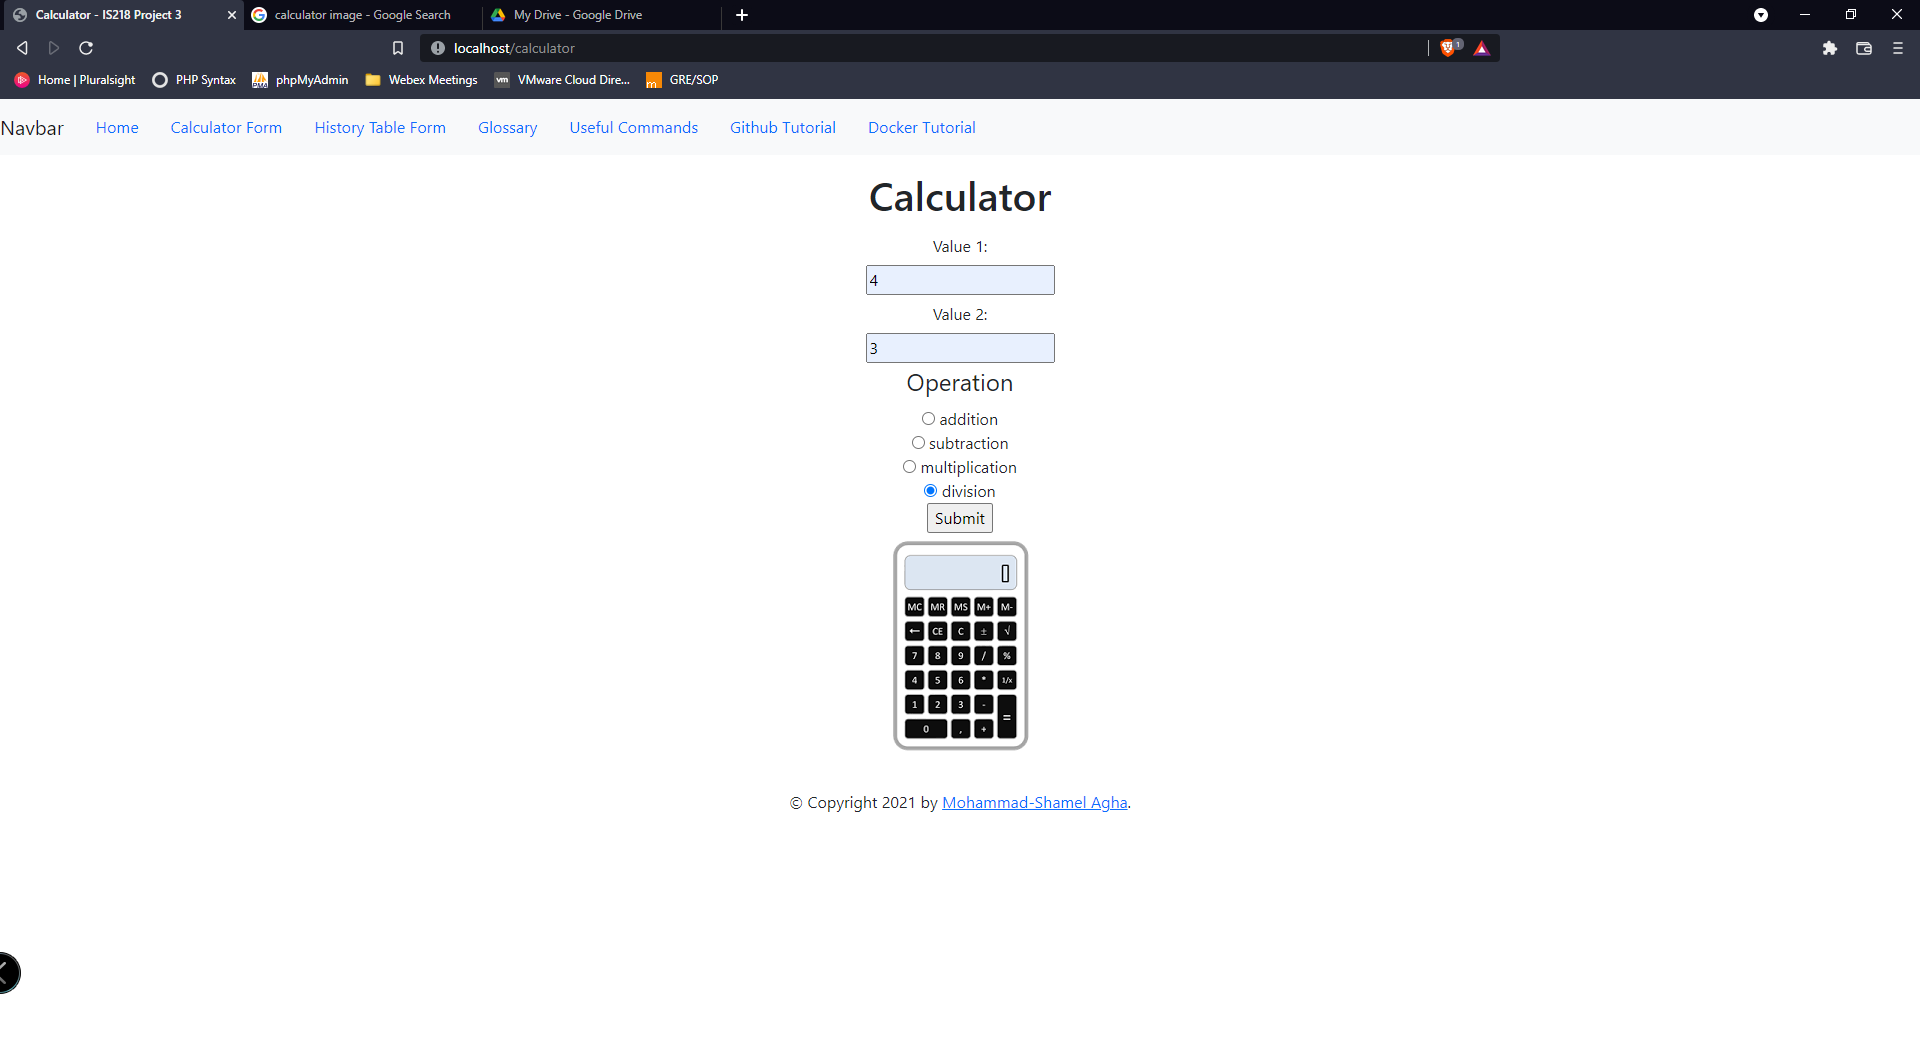 Calculator - IS218 Project 3
calculator image - Google Search
My Drive - Google Drive
localhost/calculator
1
Home | Pluralsight
PHP Syntax
PMA
phpMyAdmin
Webex Meetings
vm
VMware Cloud Dire...
m
GRE/SOP
Navbar
Home
Calculator Form
History Table Form
Glossary
Useful Commands
Github Tutorial
Docker Tutorial
Calculator
Value 1:
4
Value 2:
3
Operation
addition
subtraction
multiplication
division
Submit
[]
MC MR MS M+ M-
← CE C ± √
7 8 9 / %
4 5 6 * 1/x
1 2 3 - =
0 , +
© Copyright 2021 by Mohammad-Shamel Agha.